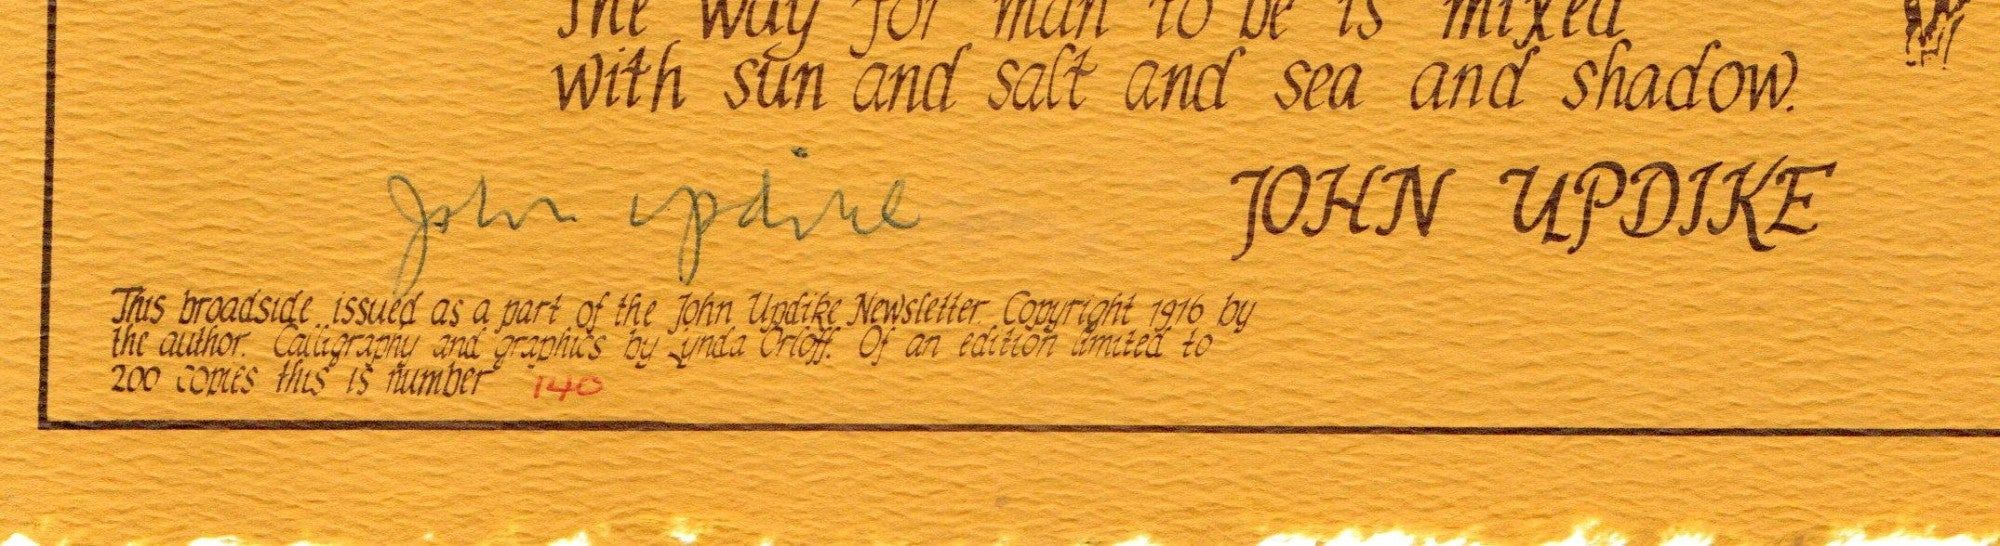 The way for man to be is mixed
with sun and salt and sea and shadow.
John Updike
JOHN UPDIKE
This broadside issued as a part of the John Updike Newsletter. Copyright 1976 by
the author. Calligraphy and graphics by Lynda Orloff. Of an edition limited to
200 copies this is number 140